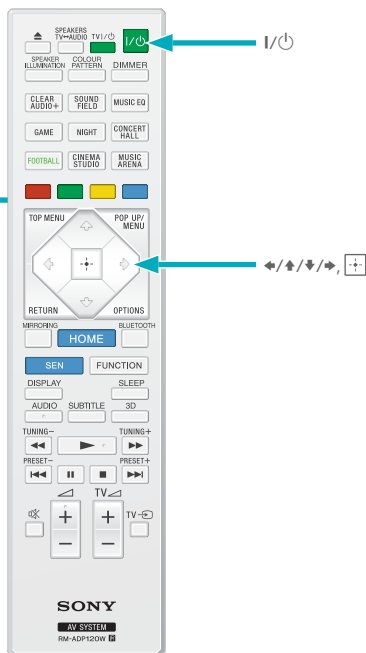 SPEAKERS
TV↔AUDIO TV I/⏻ I/⏻
I/⏻
SPEAKER
ILLUMINATION
COLOUR
PATTERN
DIMMER
CLEAR
AUDIO+
SOUND
FIELD
MUSIC EQ
GAME
NIGHT
CONCERT
HALL
FOOTBALL
CINEMA
STUDIO
MUSIC
ARENA
TOP MENU
POP UP/
MENU
RETURN
OPTIONS
MIRRORING
HOME
BLUETOOTH
SEN
FUNCTION
DISPLAY
SLEEP
AUDIO
SUBTITLE
3D
TUNING–
TUNING+
PRESET–
PRESET+
TV
TV
+
+
–
–
SONY
AV SYSTEM
RM-ADP120W